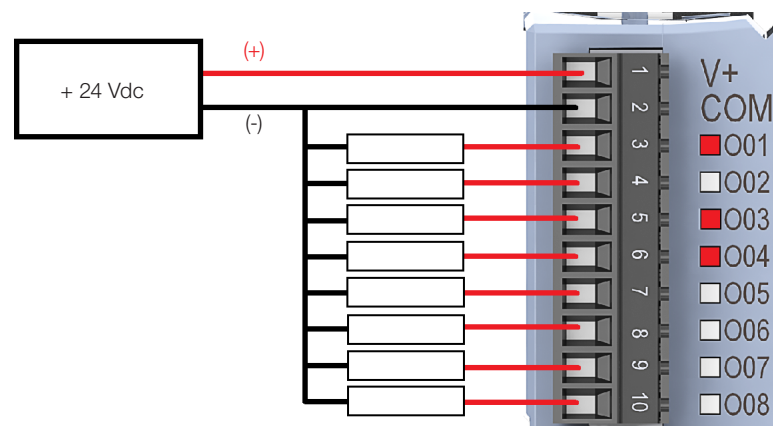 + 24 Vdc
(+)
(-)
1 V+
2 COM
3 O01
4 O02
5 O03
6 O04
7 O05
8 O06
9 O07
10 O08